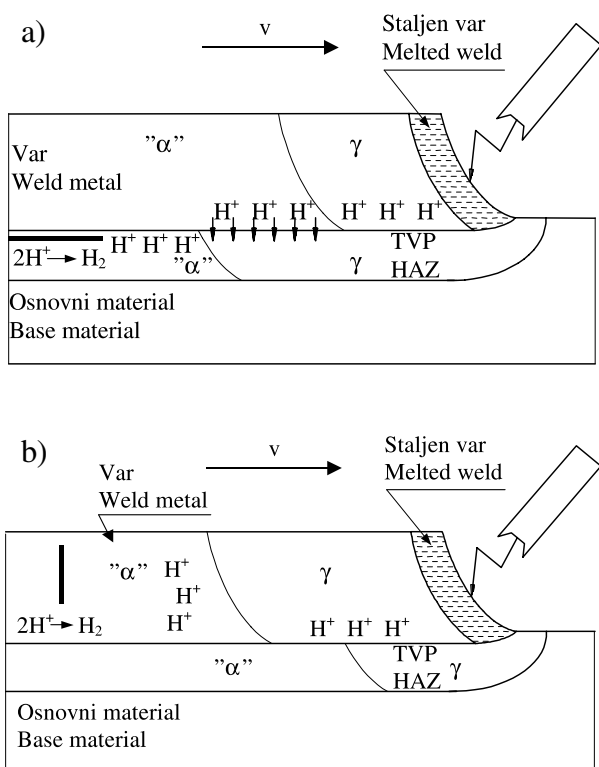 a)
v
Staljen var
Melted weld
”α”
γ
Var
Weld metal
H⁺ H⁺ H⁺ H⁺ H⁺ H⁺
H⁺ H⁺ H⁺
TVP
2H⁺→ H₂
”α”
γ
HAZ
Osnovni material
Base material
b)
v
Staljen var
Melted weld
Var
Weld metal
”α”
H⁺
γ
H⁺
2H⁺→ H₂
H⁺
H⁺ H⁺ H⁺
”α”
TVP
HAZ
γ
Osnovni material
Base material